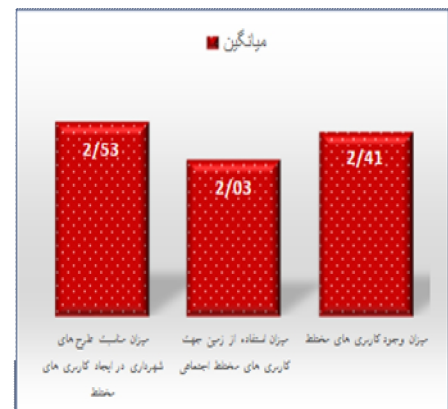 میانگین
2/53
2/03
2/41
میزان وجود کاربری های مختلط
میزان استفاده از زمین جهت
کاربری های مختلط اجتماعی
میزان مناسبت طرح های
شهرداری در ایجاد کاربری های
مختلط